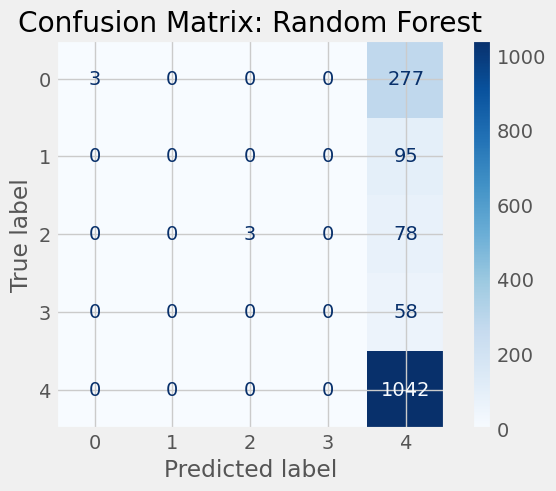 Confusion Matrix: Random Forest
0 3 0 0 0 277
1 0 0 0 0 95
2 0 0 3 0 78
3 0 0 0 0 58
4 0 0 0 0 1042
0 1 2 3 4
Predicted label
True label
1000
800
600
400
200
0